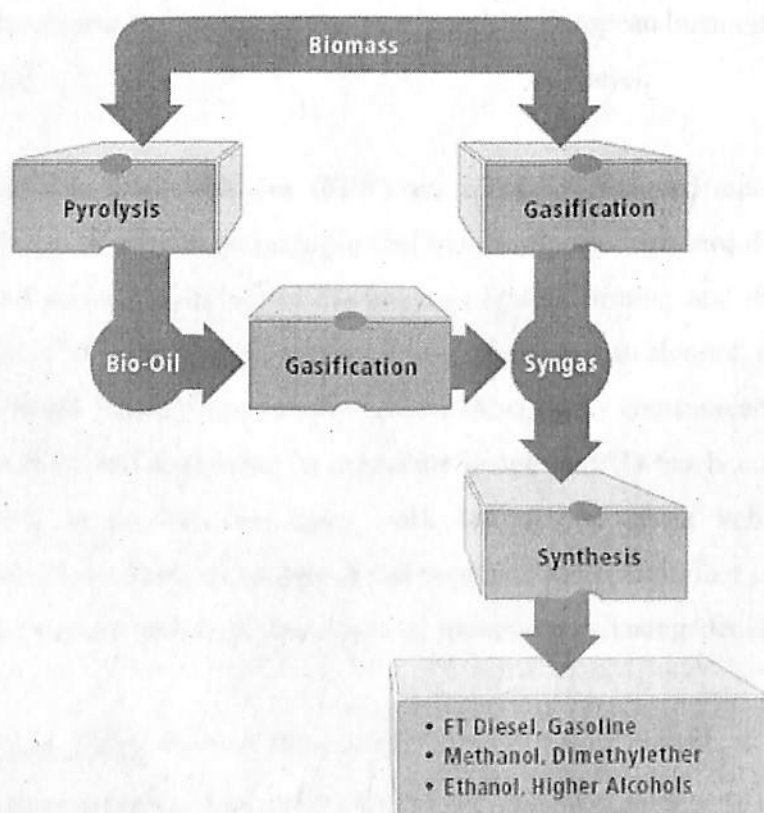 Biomass
Pyrolysis
Gasification
Bio-Oil
Gasification
Syngas
Synthesis
• FT Diesel, Gasoline
• Methanol, Dimethylether
• Ethanol, Higher Alcohols